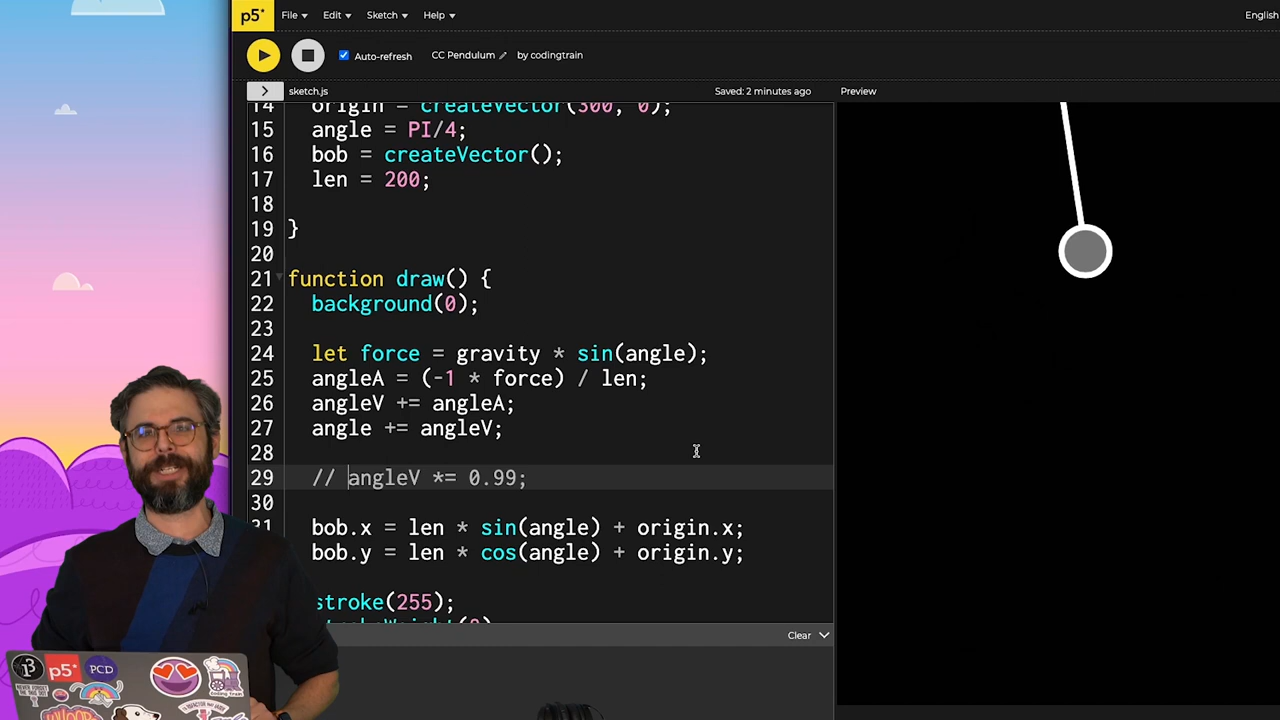 p5* File Edit Sketch Help English
Auto-refresh CC Pendulum by codingtrain
> sketch.js Saved: 2 minutes ago Preview
14 origin = createVector(300, 0);
15 angle = PI/4;
16 bob = createVector();
17 len = 200;
18
19 }
20
21 function draw() {
22 background(0);
23
24 let force = gravity * sin(angle);
25 angleA = (-1 * force) / len;
26 angleV += angleA;
27 angle += angleV;
28
29 // angleV *= 0.99;
30
31 bob.x = len * sin(angle) + origin.x;
32 bob.y = len * cos(angle) + origin.y;
stroke(255);
Clear
p5* PCD
coding train